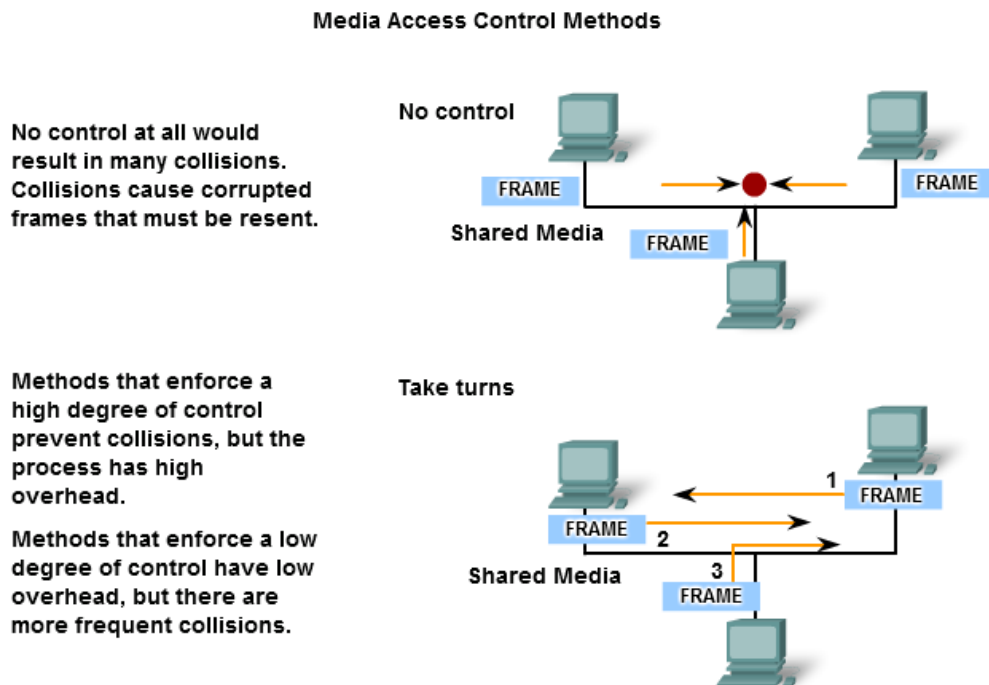 Media Access Control Methods
No control at all would
result in many collisions.
Collisions cause corrupted
frames that must be resent.
No control
FRAME
FRAME
Shared Media
FRAME
Methods that enforce a
high degree of control
prevent collisions, but the
process has high
overhead.
Methods that enforce a low
degree of control have low
overhead, but there are
more frequent collisions.
Take turns
1
FRAME
FRAME
2
Shared Media
3
FRAME